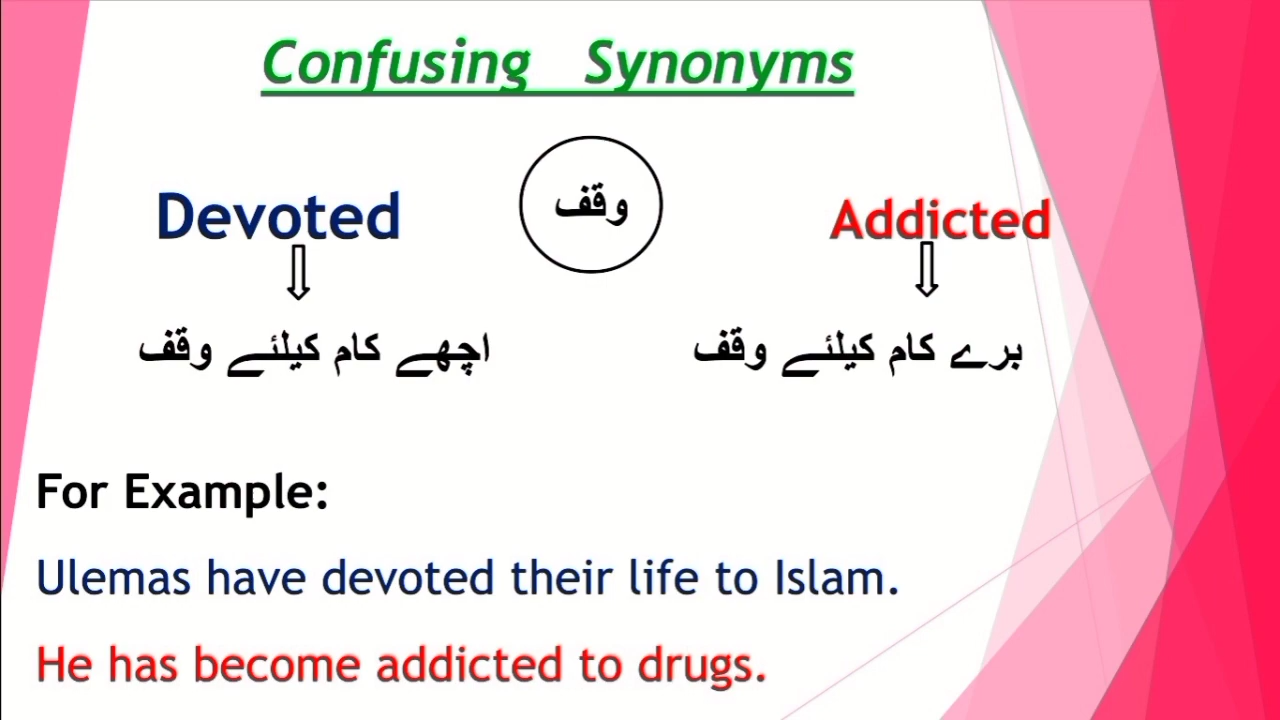 Confusing Synonyms
وقف
Devoted
Addicted
اچھے کام کیلئے وقف
برے کام کیلئے وقف
For Example:
Ulemas have devoted their life to Islam.
He has become addicted to drugs.